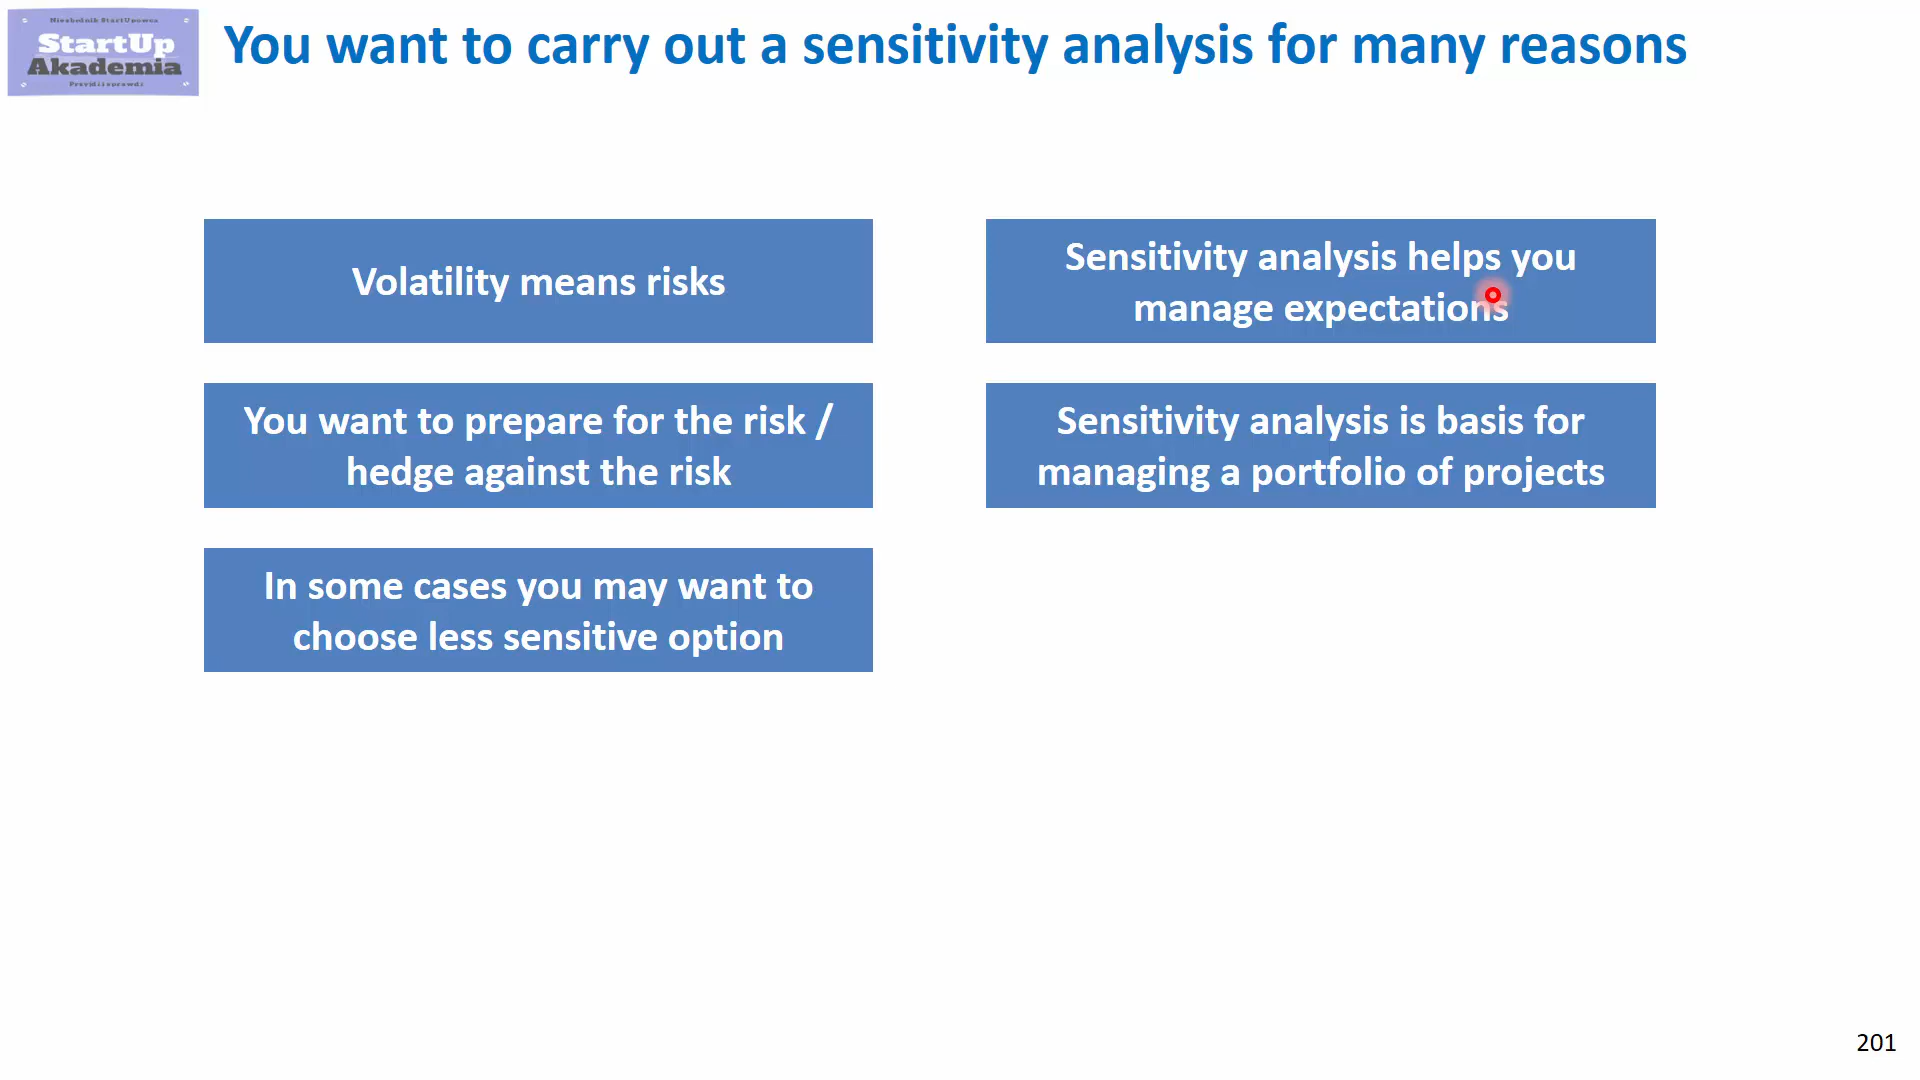 Niezbędnik StartUpowca
StartUp
Akademia
You want to carry out a sensitivity analysis for many reasons
Volatility means risks
You want to prepare for the risk /
hedge against the risk
In some cases you may want to
choose less sensitive option
Sensitivity analysis helps you
manage expectations
Sensitivity analysis is basis for
managing a portfolio of projects
201